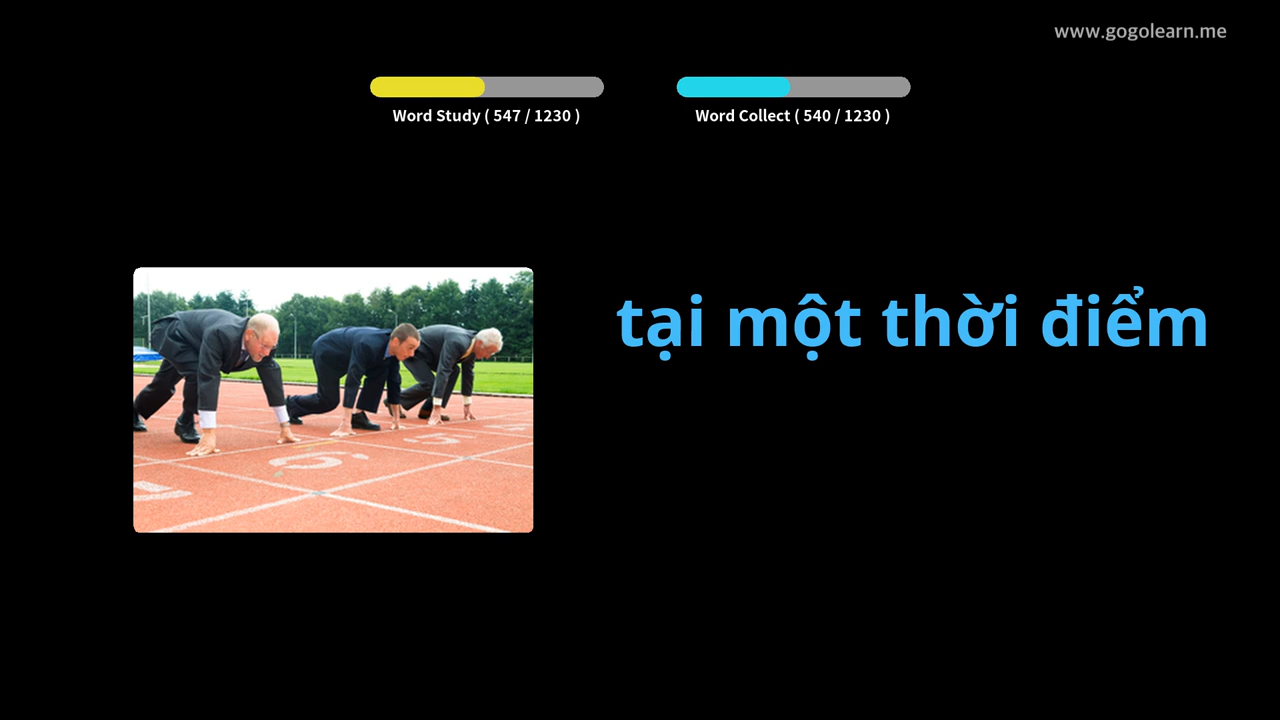 www.gogolearn.me
Word Study ( 547 / 1230 )
Word Collect ( 540 / 1230 )
tại một thời điểm